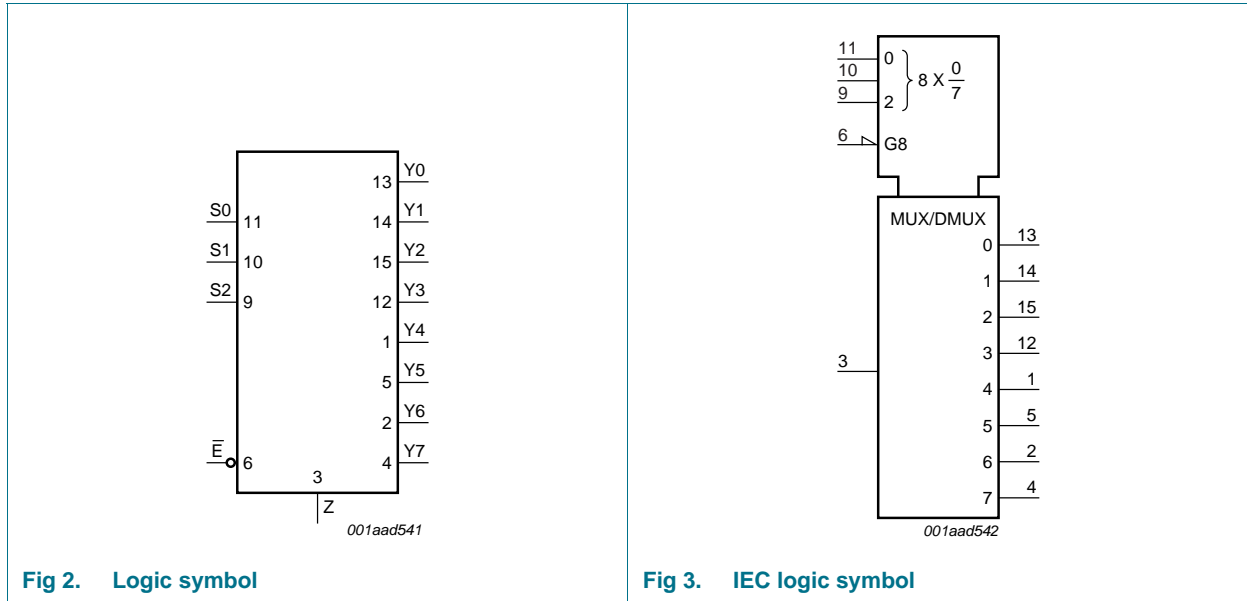 S0
S1
S2
E̅
11
10
9
6
3
Z
13
14
15
12
1
5
2
4
Y0
Y1
Y2
Y3
Y4
Y5
Y6
Y7
001aad541
Fig 2. Logic symbol
11
10
9
6
0
2
8 X 0/7
G8
MUX/DMUX
3
0
1
2
3
4
5
6
7
13
14
15
12
1
5
2
4
001aad542
Fig 3. IEC logic symbol